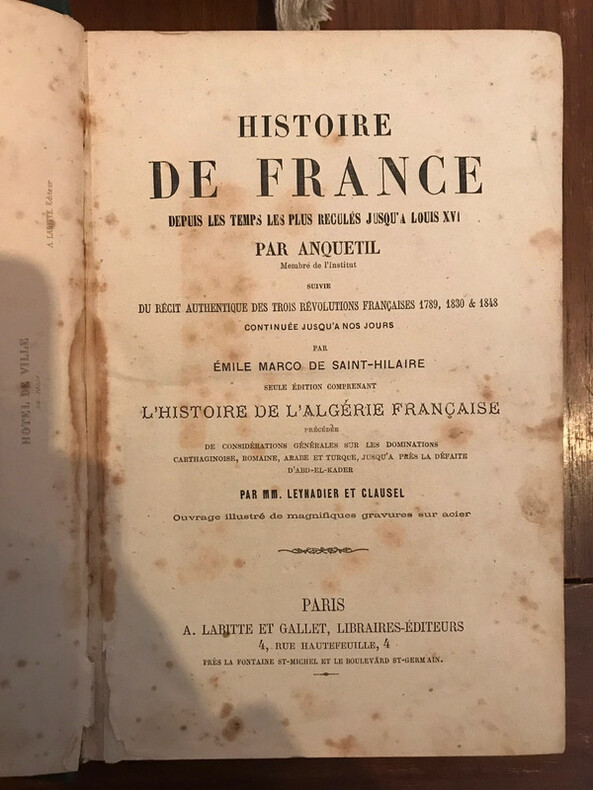 A. LABITTE Editeur
HÔTEL DE VILLE
HISTOIRE
DE FRANCE
DEPUIS LES TEMPS LES PLUS RECULÉS JUSQU'A LOUIS XVI
PAR ANQUETIL
Membré de l'Institut
SUIVIE
DU RÉCIT AUTHENTIQUE DES TROIS RÉVOLUTIONS FRANÇAISES 1789, 1830 & 1848
CONTINUÉE JUSQU'A NOS JOURS
PAR
ÉMILE MARCO DE SAINT-HILAIRE
SEULE ÉDITION COMPRENANT
L'HISTOIRE DE L'ALGÉRIE FRANÇAISE
PRÉCÉDÉE
DE CONSIDÉRATIONS GÉNÉRALES SUR LES DOMINATIONS
CARTHAGINOISE, ROMAINE, ARABE ET TURQUE, JUSQU'A PRÈS LA DÉFAITE
D'ABD-EL-KADER
PAR MM. LEYNADIER ET CLAUSEL
Ouvrage illustré de magnifiques gravures sur acier
PARIS
A. LABITTE ET GALLET, LIBRAIRES-ÉDITEURS
4, RUE HAUTEFEUILLE, 4
PRÈS LA FONTAINE ST-MICHEL ET LE BOULEVARD ST-GERMAIN.